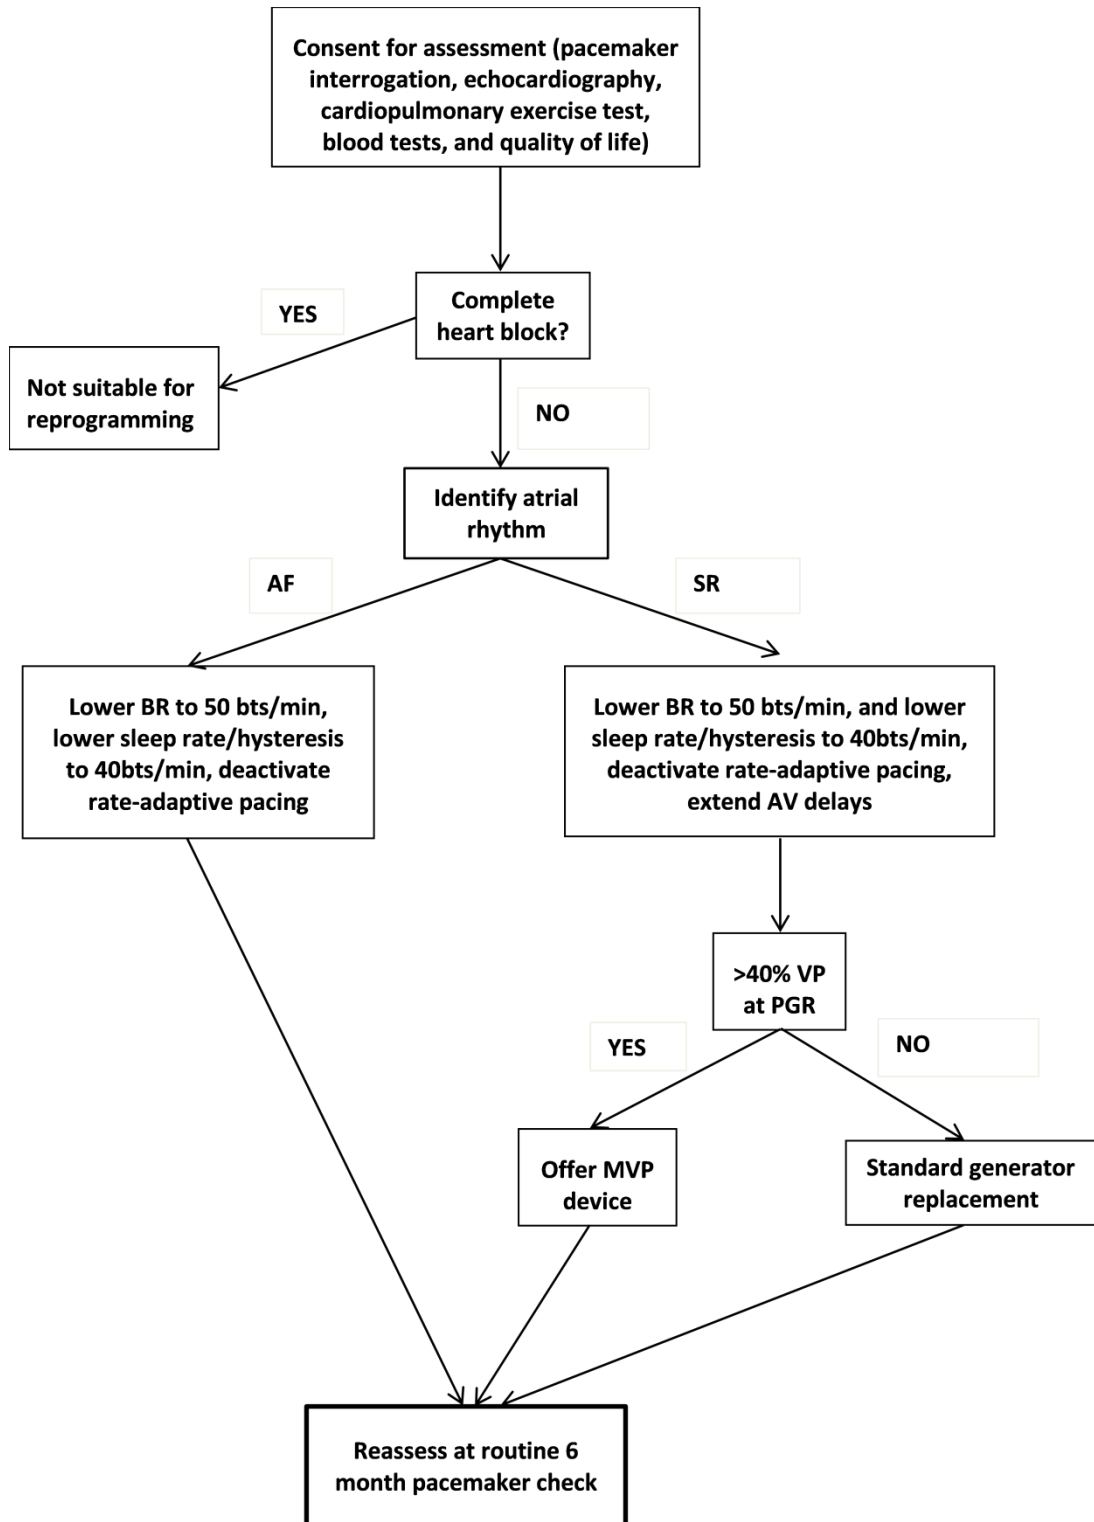 Consent for assessment (pacemaker
interrogation, echocardiography,
cardiopulmonary exercise test,
blood tests, and quality of life)
YES
Complete
heart block?
Not suitable for
reprogramming
NO
Identify atrial
rhythm
AF
SR
Lower BR to 50 bts/min,
lower sleep rate/hysteresis
to 40bts/min, deactivate
rate-adaptive pacing
Lower BR to 50 bts/min, and lower
sleep rate/hysteresis to 40bts/min,
deactivate rate-adaptive pacing,
extend AV delays
>40% VP
at PGR
YES
NO
Offer MVP
device
Standard generator
replacement
Reassess at routine 6
month pacemaker check